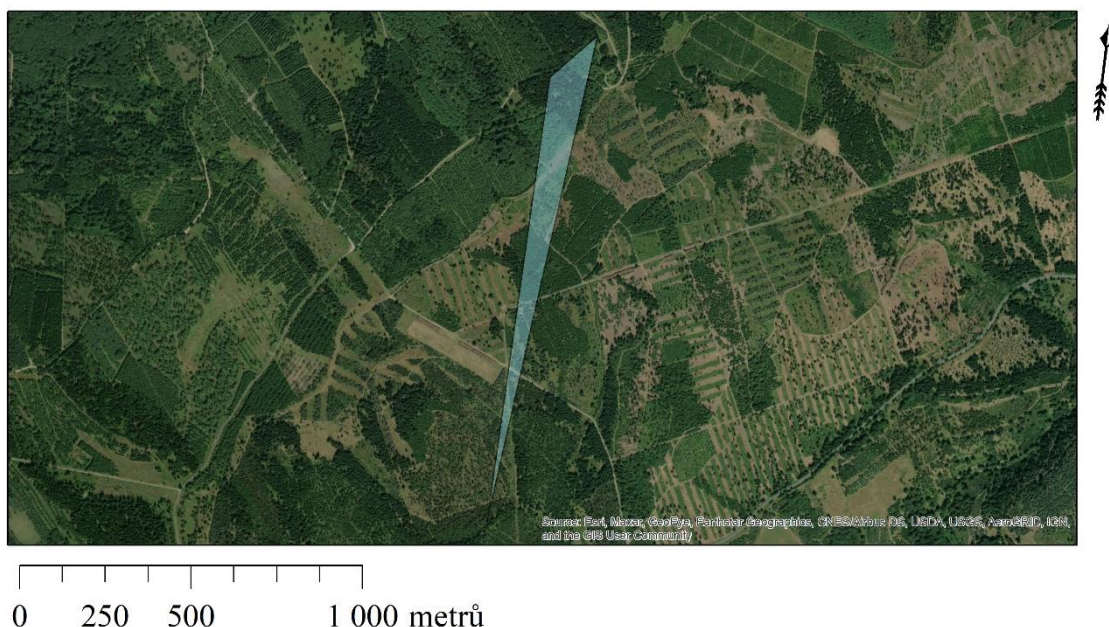 Source: Esri, Maxar, GeoEye, Earthstar Geographics, CNES/Airbus DS, USDA, USGS, AeroGRID, IGN,
and the GIS User Community
0 250 500 1 000 metrů